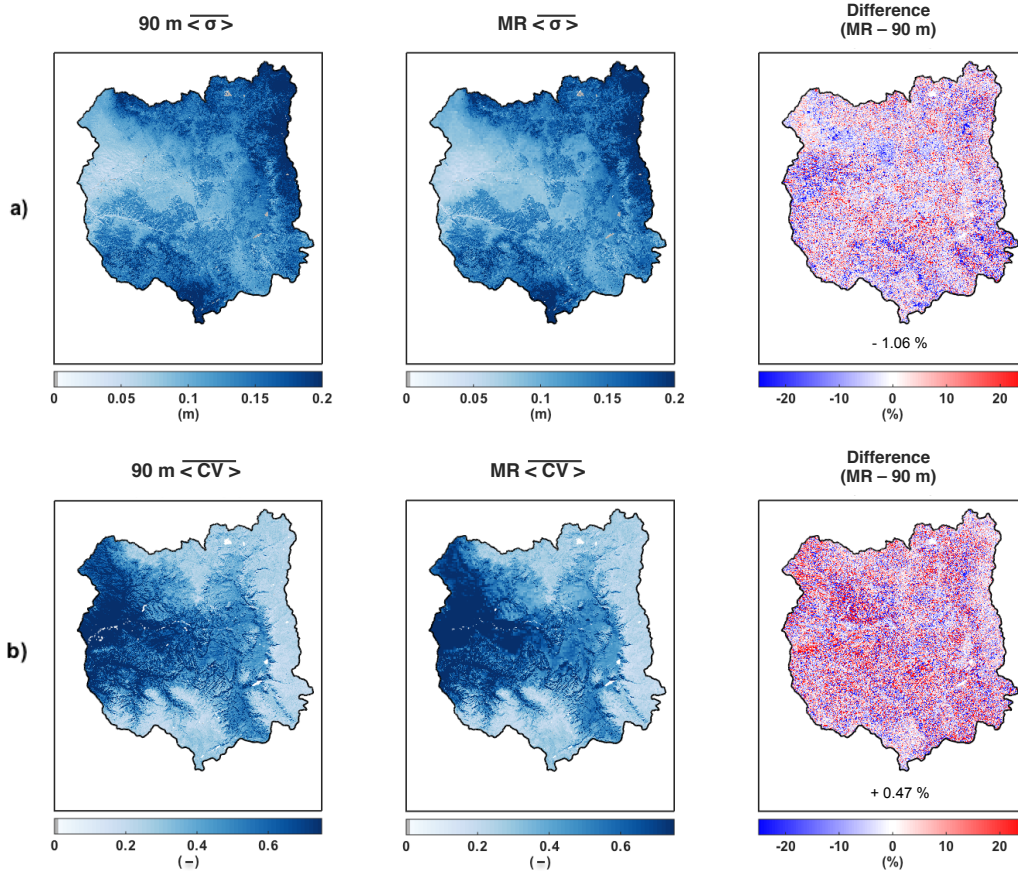 90 m < σ >
MR < σ >
Difference
(MR – 90 m)
a)
- 1.06 %
0 0.05 0.1 0.15 0.2
(m)
0 0.05 0.1 0.15 0.2
(m)
-20 -10 0 10 20
(%)
90 m < CV >
MR < CV >
Difference
(MR – 90 m)
b)
+ 0.47 %
0 0.2 0.4 0.6
(–)
0 0.2 0.4 0.6
(–)
-20 -10 0 10 20
(%)